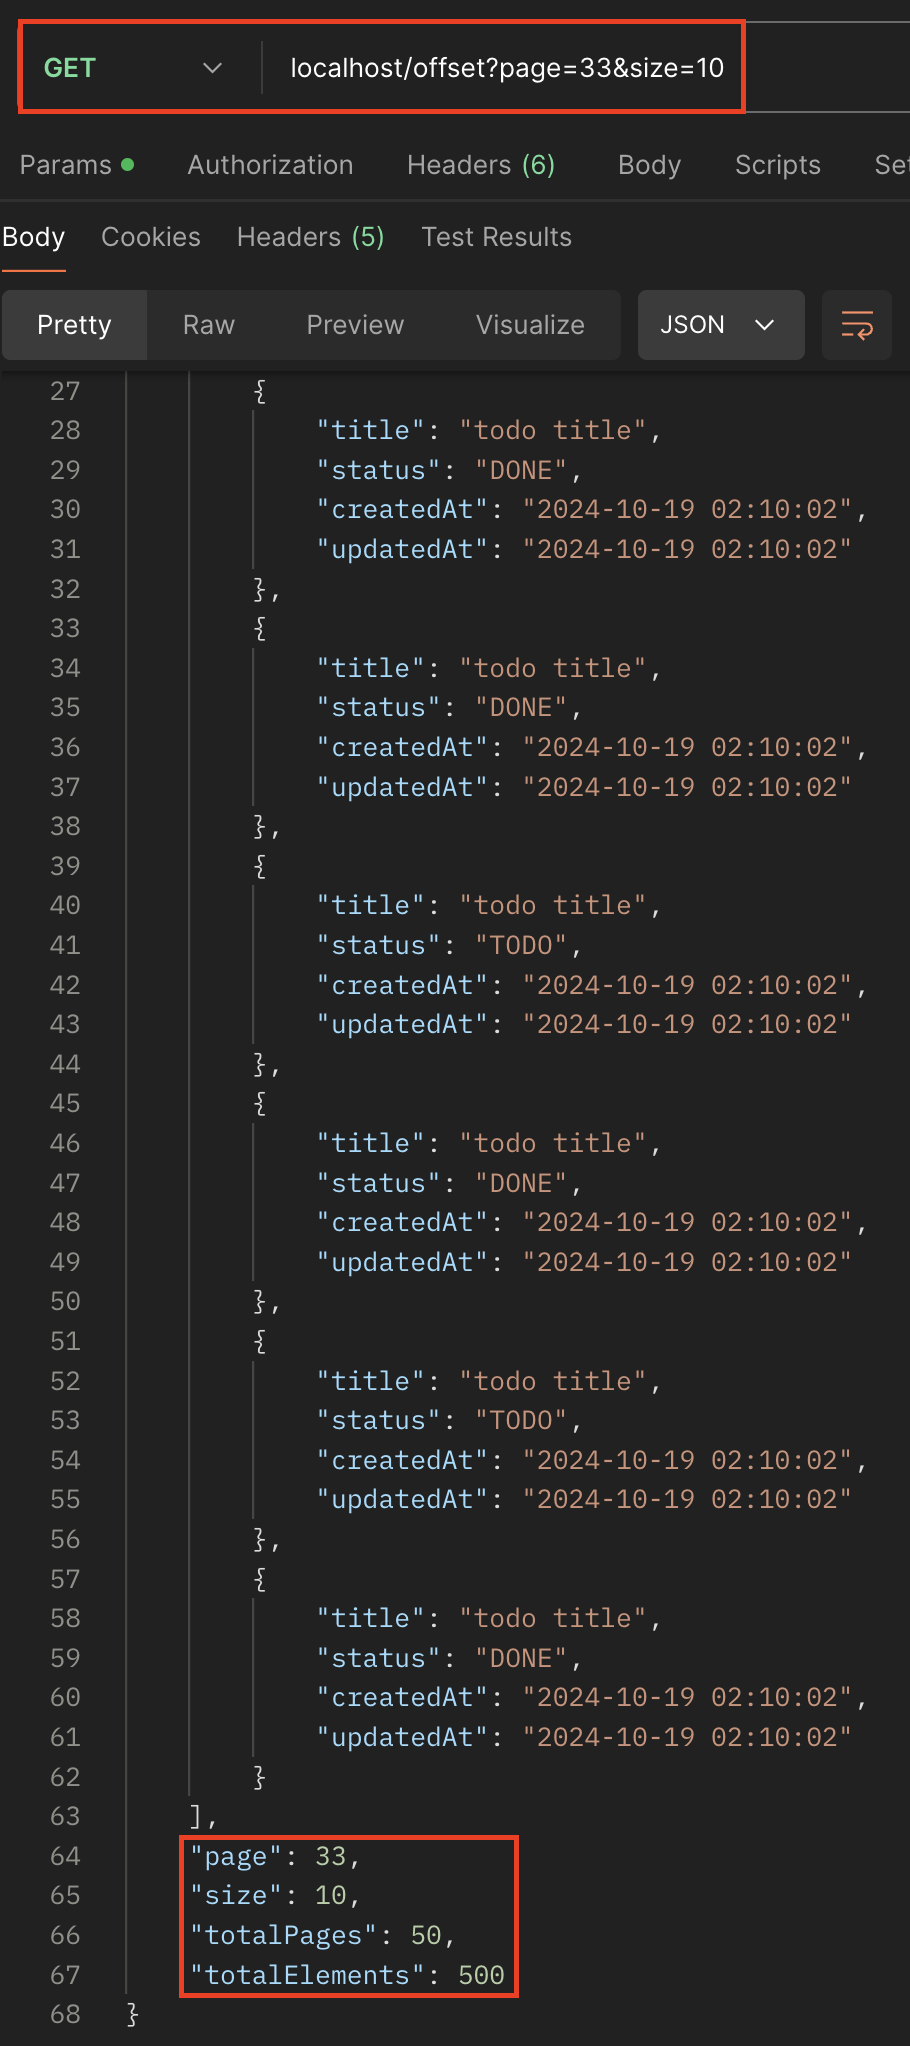 GET localhost/offset?page=33&size=10
Params Authorization Headers (6) Body Scripts Set
Body Cookies Headers (5) Test Results
Pretty Raw Preview Visualize JSON
27 {
28 "title": "todo title",
29 "status": "DONE",
30 "createdAt": "2024-10-19 02:10:02",
31 "updatedAt": "2024-10-19 02:10:02"
32 },
33 {
34 "title": "todo title",
35 "status": "DONE",
36 "createdAt": "2024-10-19 02:10:02",
37 "updatedAt": "2024-10-19 02:10:02"
38 },
39 {
40 "title": "todo title",
41 "status": "TODO",
42 "createdAt": "2024-10-19 02:10:02",
43 "updatedAt": "2024-10-19 02:10:02"
44 },
45 {
46 "title": "todo title",
47 "status": "DONE",
48 "createdAt": "2024-10-19 02:10:02",
49 "updatedAt": "2024-10-19 02:10:02"
50 },
51 {
52 "title": "todo title",
53 "status": "TODO",
54 "createdAt": "2024-10-19 02:10:02",
55 "updatedAt": "2024-10-19 02:10:02"
56 },
57 {
58 "title": "todo title",
59 "status": "DONE",
60 "createdAt": "2024-10-19 02:10:02",
61 "updatedAt": "2024-10-19 02:10:02"
62 }
63 ],
64 "page": 33,
65 "size": 10,
66 "totalPages": 50,
67 "totalElements": 500
68 }